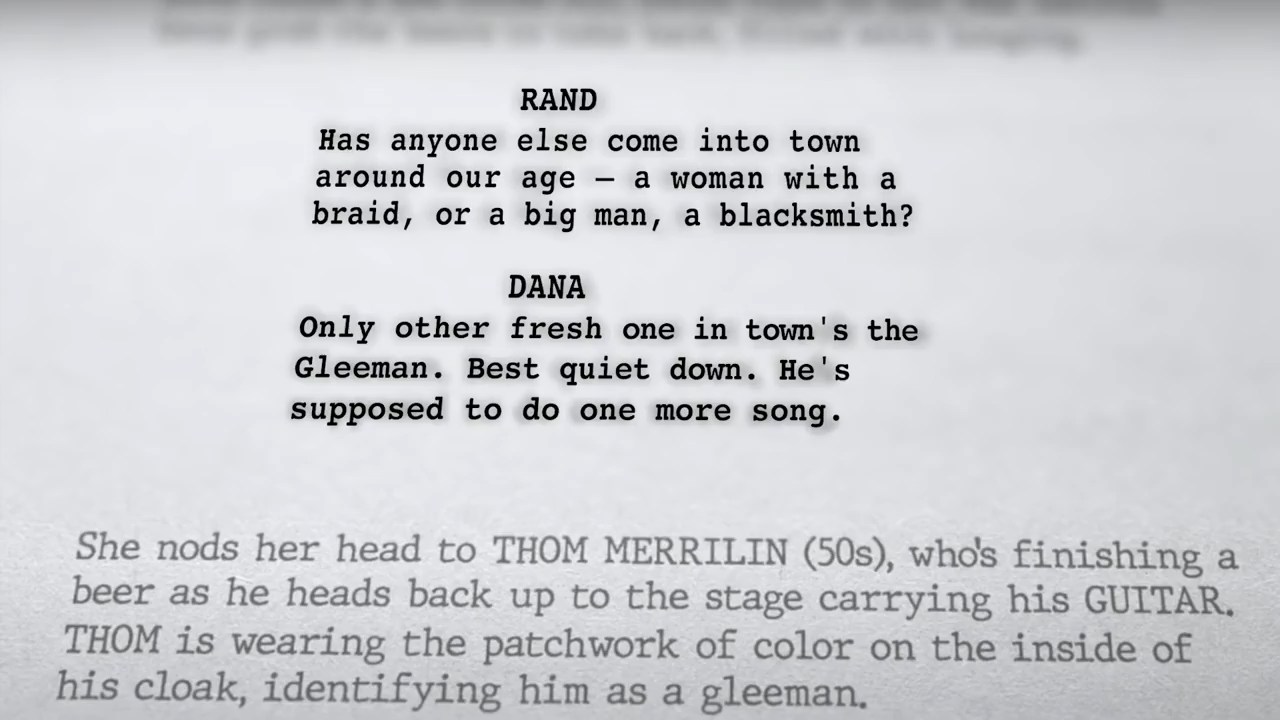 RAND
Has anyone else come into town
around our age — a woman with a
braid, or a big man, a blacksmith?
DANA
Only other fresh one in town's the
Gleeman. Best quiet down. He's
supposed to do one more song.
She nods her head to THOM MERRILIN (50s), who's finishing a
beer as he heads back up to the stage carrying his GUITAR.
THOM is wearing the patchwork of color on the inside of
his cloak, identifying him as a gleeman.